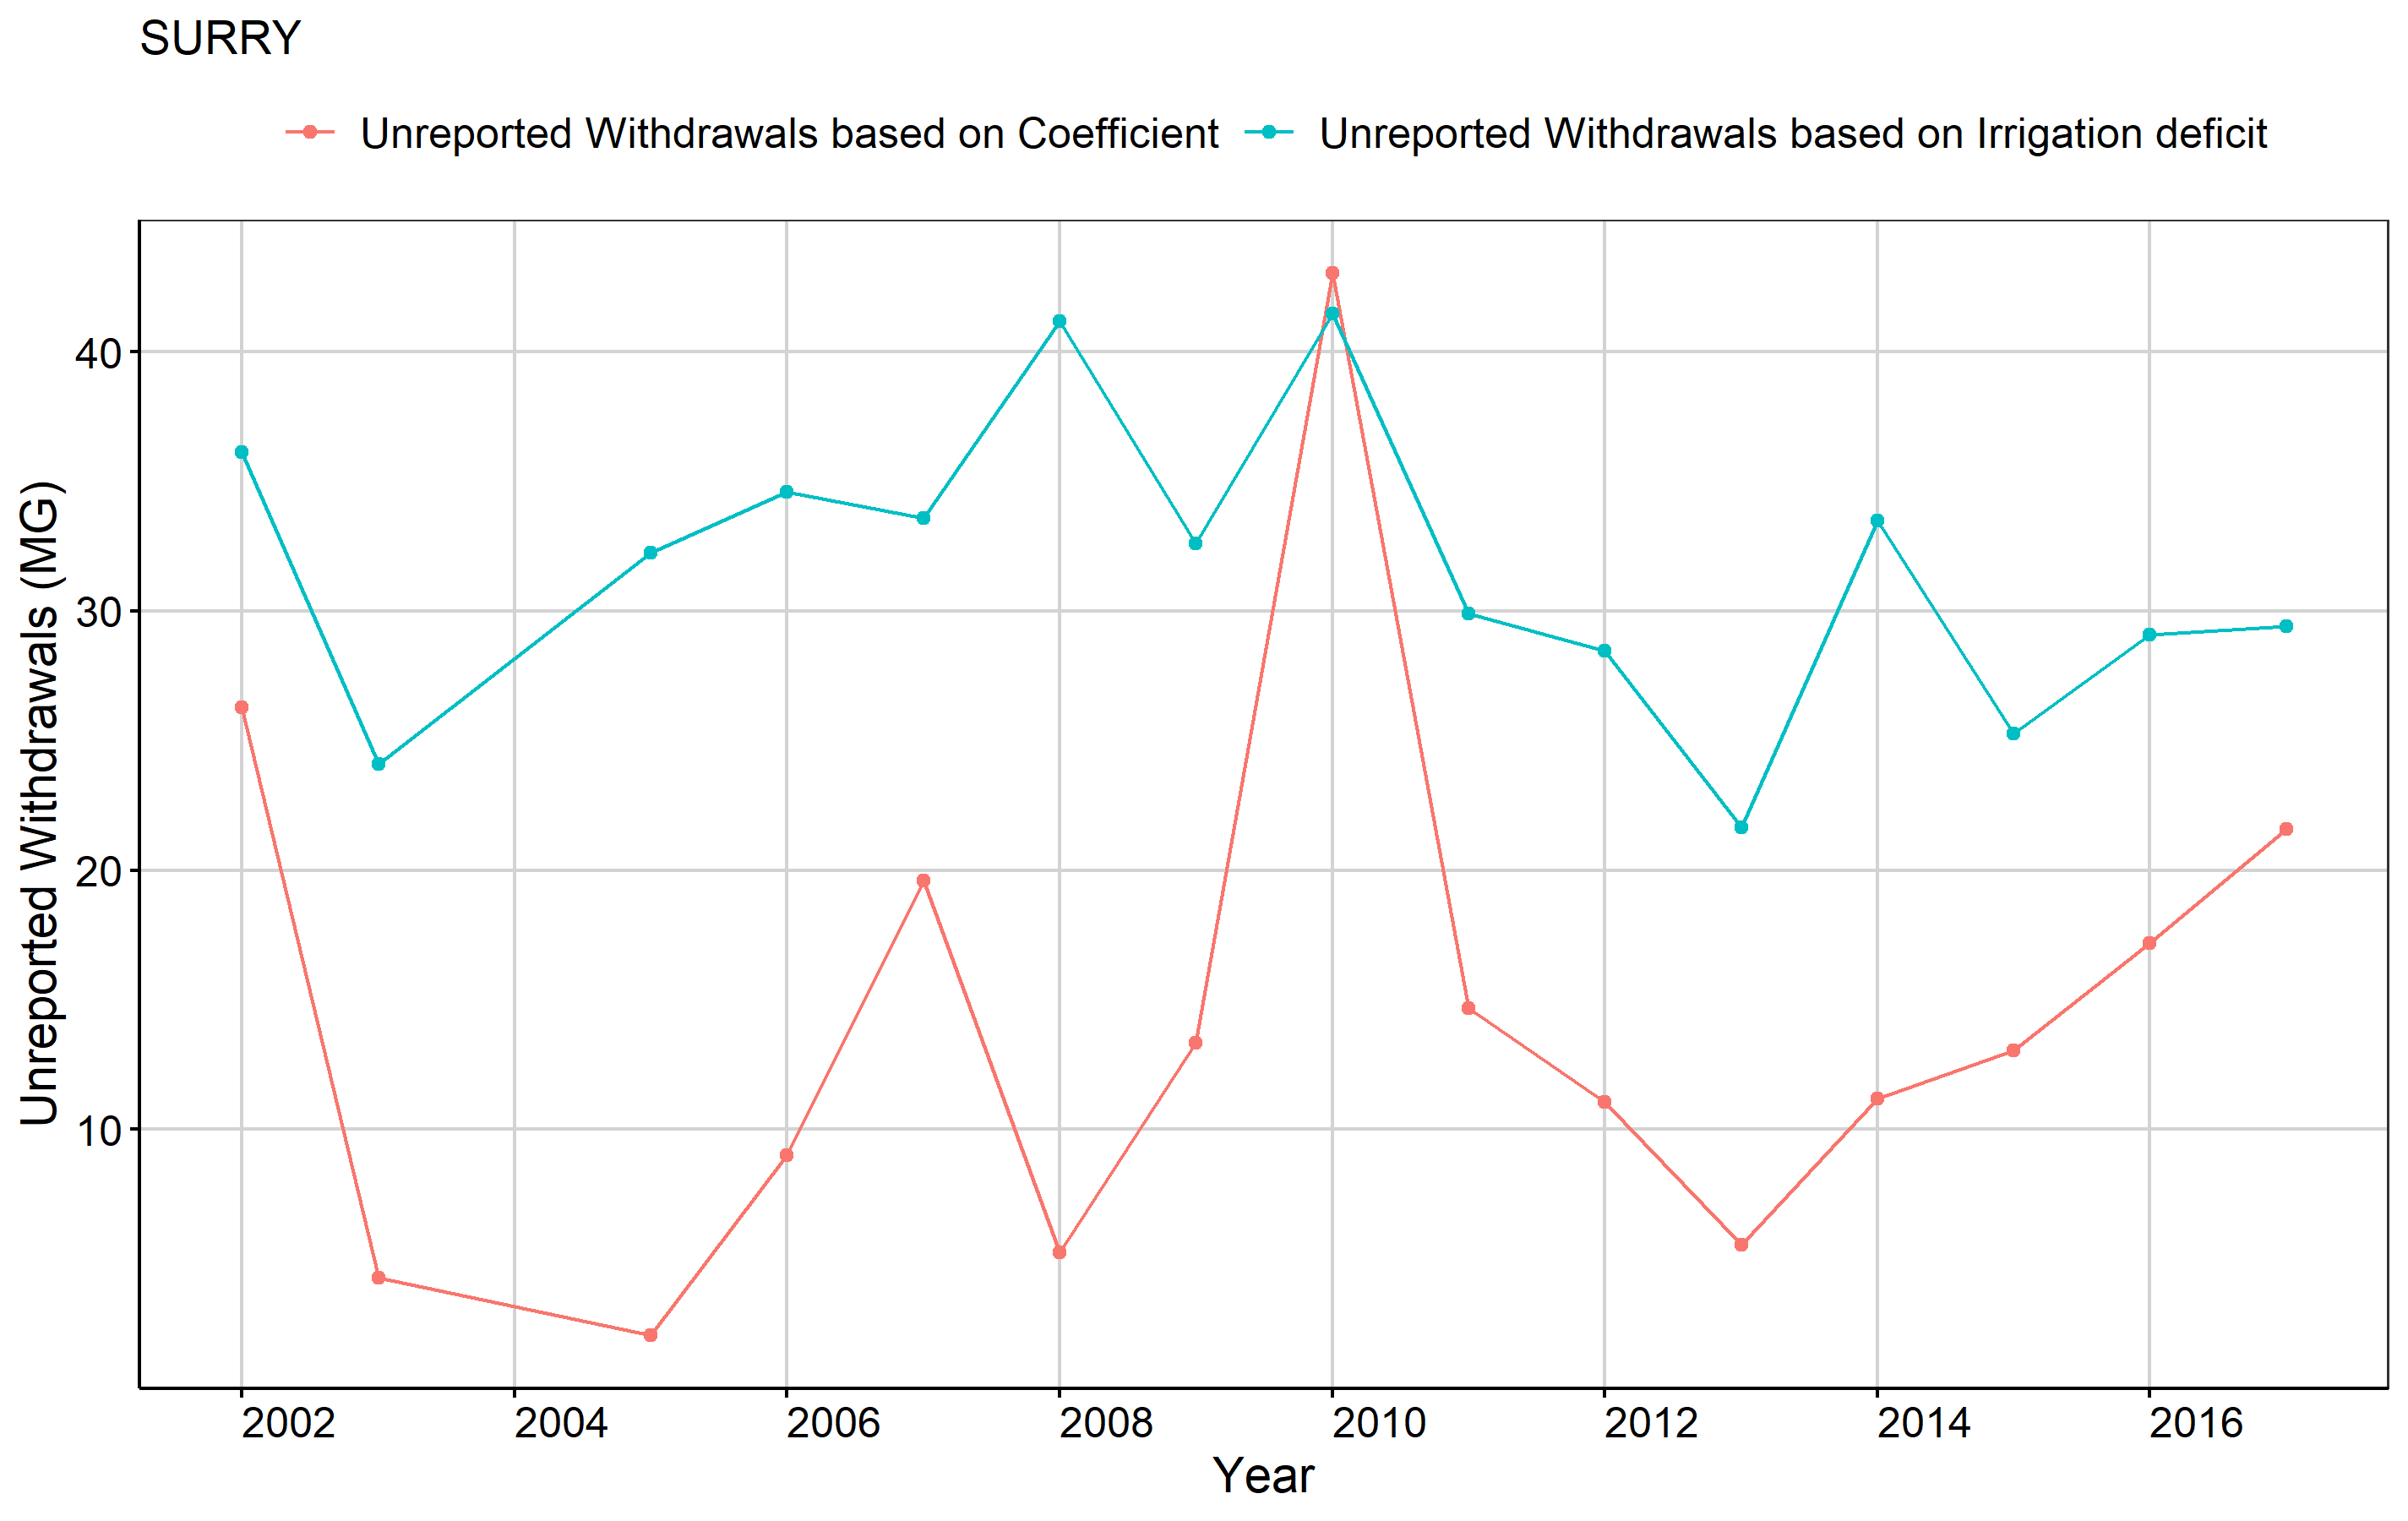 SURRY
Unreported Withdrawals based on Coefficient Unreported Withdrawals based on Irrigation deficit
Unreported Withdrawals (MG)
40
30
20
10
2002 2004 2006 2008 2010 2012 2014 2016
Year